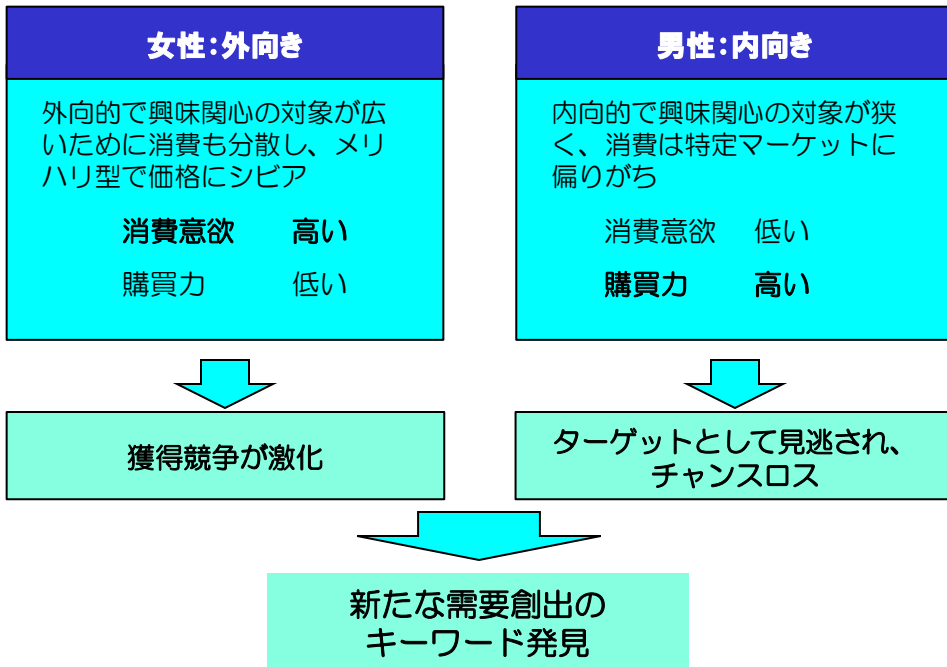 女性:外向き
外向的で興味関心の対象が広
いために消費も分散し、メリ
ハリ型で価格にシビア
消費意欲 高い
購買力 低い
獲得競争が激化
男性:内向き
内向的で興味関心の対象が狭
く、消費は特定マーケットに
偏りがち
消費意欲 低い
購買力 高い
ターゲットとして見逃され、
チャンスロス
新たな需要創出の
キーワード発見